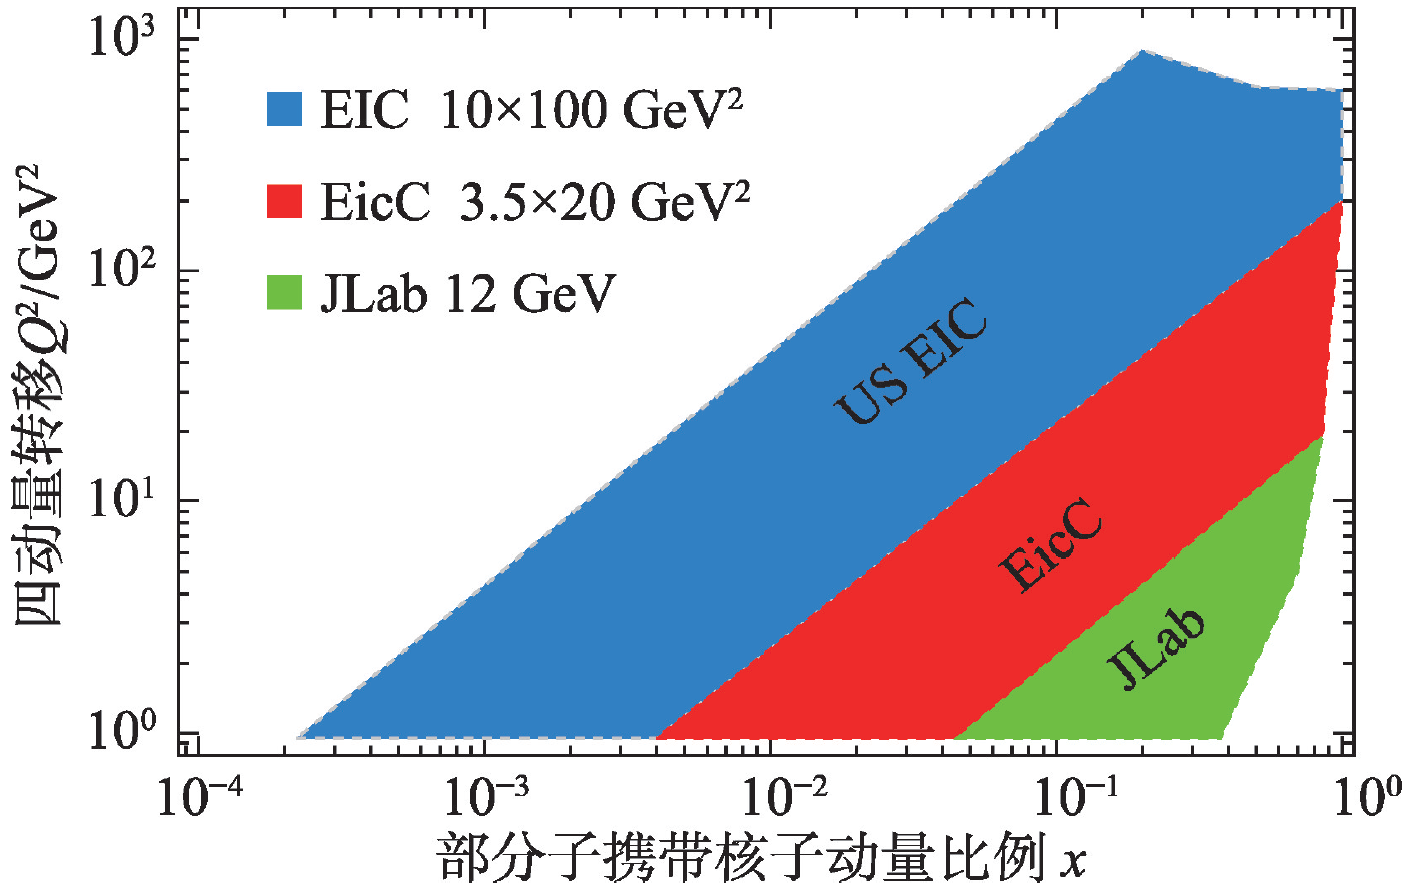 10³
10²
10¹
10⁰
四动量转移Q²/GeV²
EIC 10×100 GeV²
EicC 3.5×20 GeV²
JLab 12 GeV
US EIC
EicC
JLab
10⁻⁴ 10⁻³ 10⁻² 10⁻¹ 10⁰
部分子携带核子动量比例 x